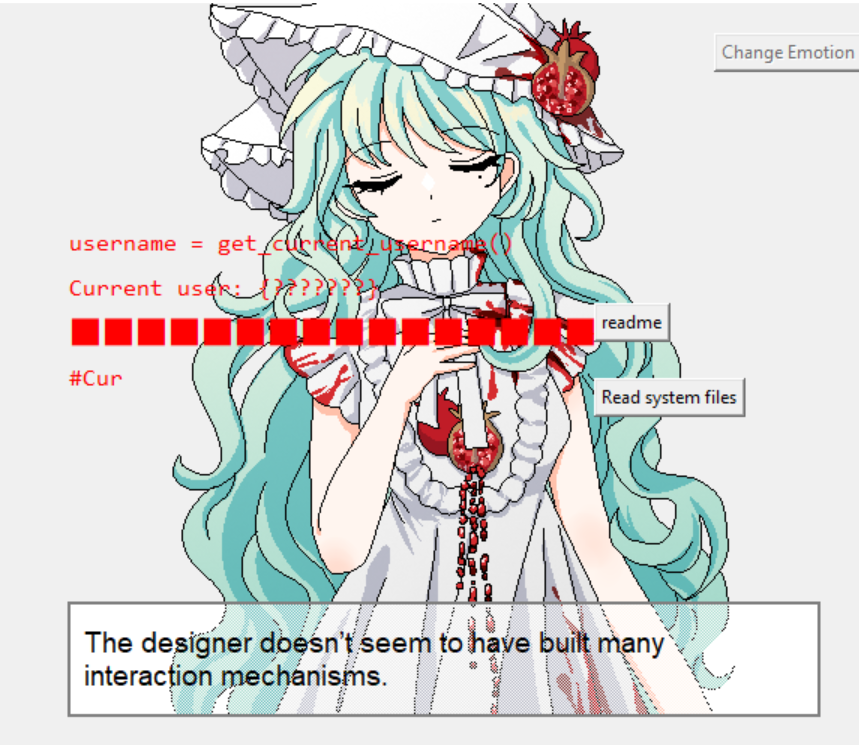 Change Emotion
username = get_current_username()
Current user: {???????}
readme
#Cur
Read system files
The designer doesn't seem to have built many
interaction mechanisms.